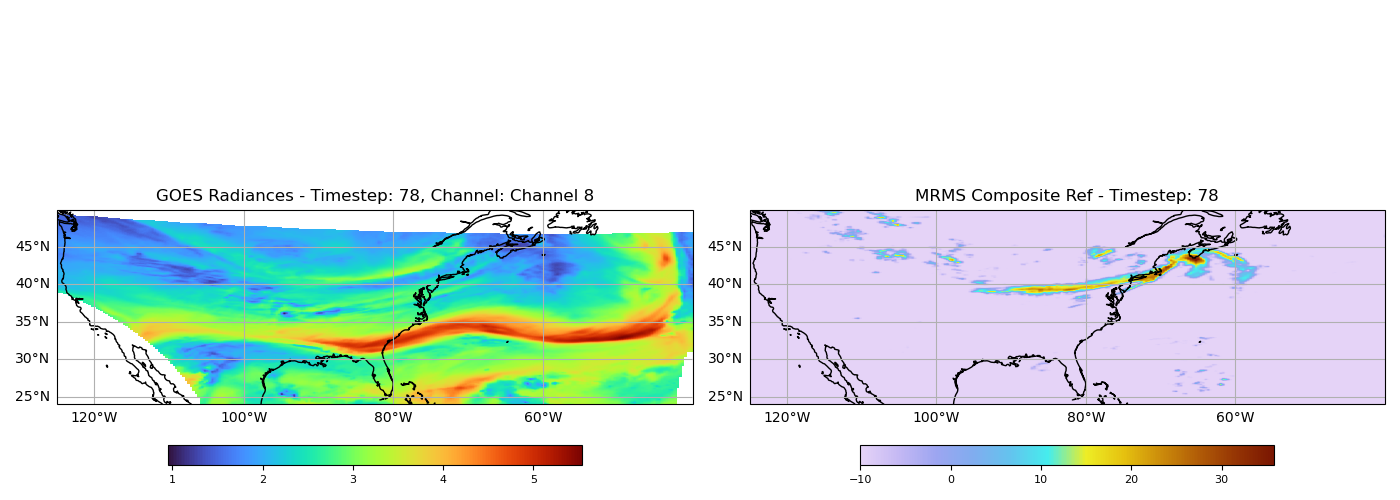 GOES Radiances - Timestep: 78, Channel: Channel 8
45°N
40°N
35°N
30°N
25°N
120°W 100°W 80°W 60°W
1 2 3 4 5
MRMS Composite Ref - Timestep: 78
45°N
40°N
35°N
30°N
25°N
120°W 100°W 80°W 60°W
−10 0 10 20 30